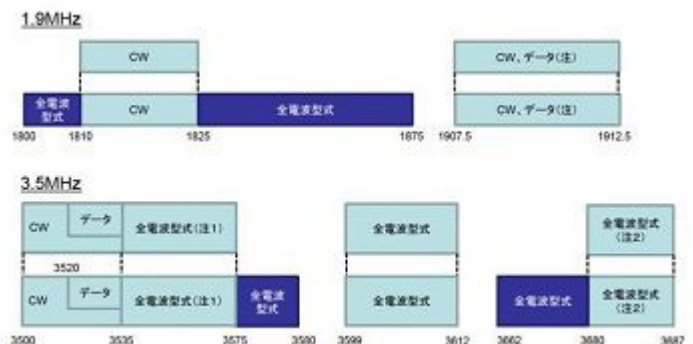 1.9MHz
CW
CW、データ(注)
全電波
型式
CW
全電波型式
CW、データ(注)
1800
1810
1825
1875
1907.5
1912.5
3.5MHz
CW
データ
全電波型式(注1)
全電波型式
全電波型式
(注2)
3520
CW
データ
全電波型式(注1)
全電波
型式
全電波型式
全電波型式
全電波型式
(注2)
3500
3535
3575
3580
3599
3612
3662
3680
3687